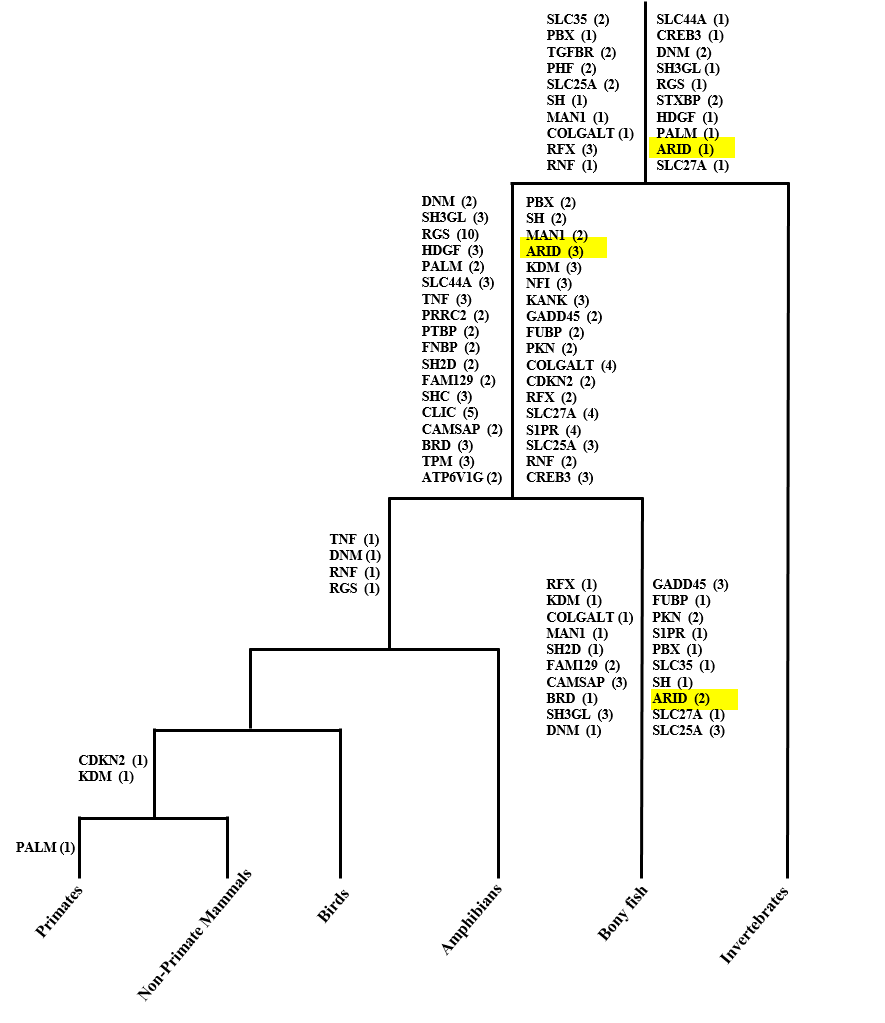 SLC35 (2)
PBX (1)
TGFBR (2)
PHF (2)
SLC25A (2)
SH (1)
MAN1 (1)
COLGALT (1)
RFX (3)
RNF (1)
SLC44A (1)
CREB3 (1)
DNM (2)
SH3GL (1)
RGS (1)
STXBP (2)
HDGF (1)
PALM (1)
ARID (1)
SLC27A (1)
DNM (2)
SH3GL (3)
RGS (10)
HDGF (3)
PALM (2)
SLC44A (3)
TNF (3)
PRRC2 (2)
PTBP (2)
FNBP (2)
SH2D (2)
FAM129 (2)
SHC (3)
CLIC (5)
CAMSAP (2)
BRD (3)
TPM (3)
ATP6V1G (2)
PBX (2)
SH (2)
MAN1 (2)
ARID (3)
KDM (3)
NFI (3)
KANK (3)
GADD45 (2)
FUBP (2)
PKN (2)
COLGALT (4)
CDKN2 (2)
RFX (2)
SLC27A (4)
S1PR (4)
SLC25A (3)
RNF (2)
CREB3 (3)
TNF (1)
DNM (1)
RNF (1)
RGS (1)
RFX (1)
KDM (1)
COLGALT (1)
MAN1 (1)
SH2D (1)
FAM129 (2)
CAMSAP (3)
BRD (1)
SH3GL (3)
DNM (1)
GADD45 (3)
FUBP (1)
PKN (2)
S1PR (1)
PBX (1)
SLC35 (1)
SH (1)
ARID (2)
SLC27A (1)
SLC25A (3)
CDKN2 (1)
KDM (1)
PALM (1)
Primates
Non-Primate Mammals
Birds
Amphibians
Bony fish
Invertebrates